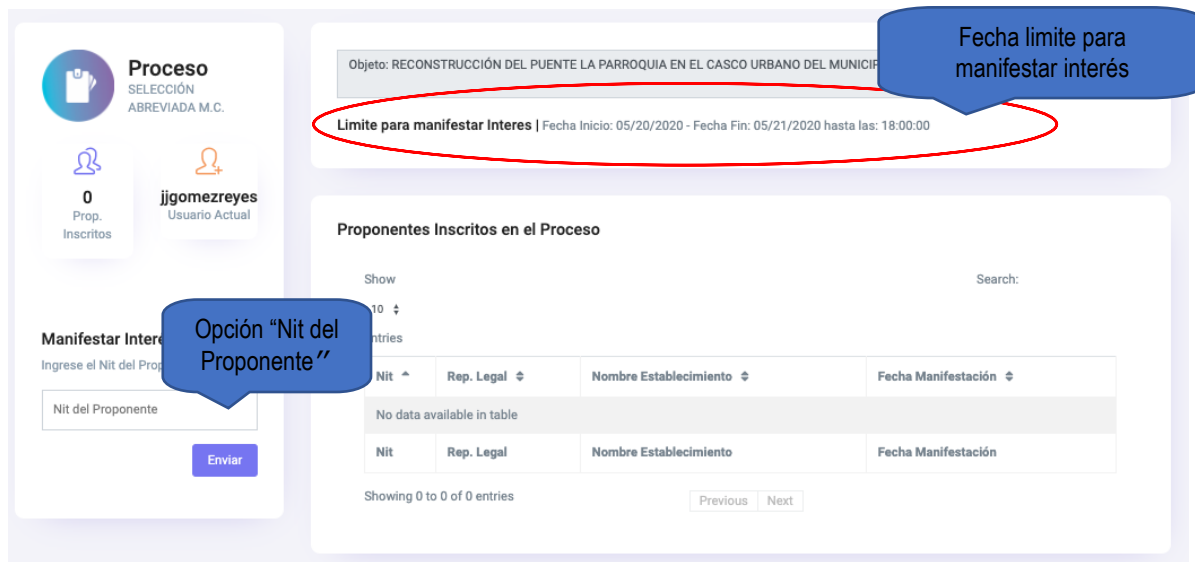 Proceso
SELECCIÓN
ABREVIADA M.C.
0
Prop.
Inscritos
jjgomezreyes
Usuario Actual
Manifestar
Ingrese el Nit del
Opción “Nit del
Proponente”
Nit del Proponente
Enviar
Objeto: RECONSTRUCCIÓN DEL PUENTE LA PARROQUIA EN EL CASCO URBANO DEL
Fecha limite para
manifestar interés
Limite para manifestar Interes | Fecha Inicio: 05/20/2020 - Fecha Fin: 05/21/2020 hasta las: 18:00:00
Proponentes Inscritos en el Proceso
Show
Search:
10
Nit
Rep. Legal
Nombre Establecimiento
Fecha Manifestación
No data available in table
Nit
Rep. Legal
Nombre Establecimiento
Fecha Manifestación
Showing 0 to 0 of 0 entries
Previous
Next